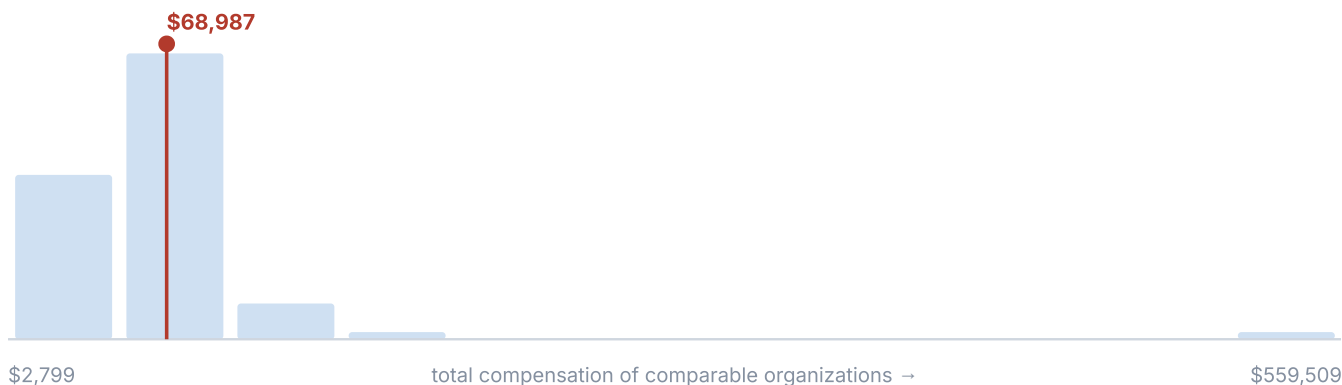 $68,987
$2,799 total compensation of comparable organizations → $559,509